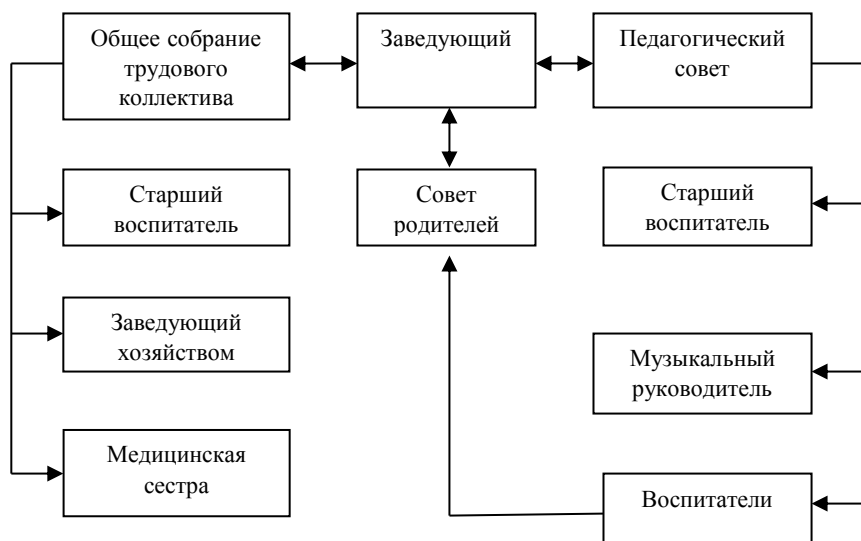 Общее собрание
трудового
коллектива
Заведующий
Педагогический
совет
Старший
воспитатель
Совет
родителей
Старший
воспитатель
Заведующий
хозяйством
Музыкальный
руководитель
Медицинская
сестра
Воспитатели